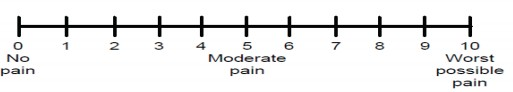 0 1 2 3 4 5 6 7 8 9 10
No Moderate Worst
pain pain possible
pain